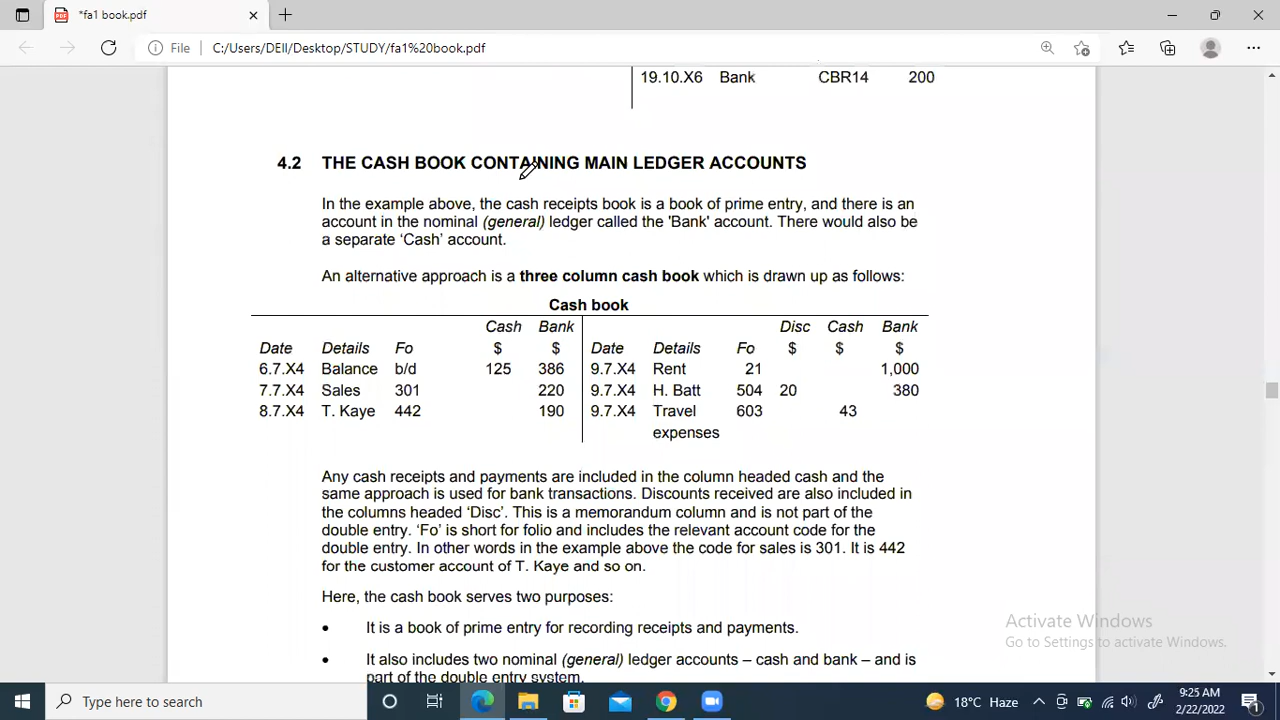 *fa1 book.pdf
File C:/Users/DEll/Desktop/STUDY/fa1%20book.pdf
19.10.X6 Bank CBR14 200
4.2 THE CASH BOOK CONTAINING MAIN LEDGER ACCOUNTS
In the example above, the cash receipts book is a book of prime entry, and there is an
account in the nominal (general) ledger called the 'Bank' account. There would also be
a separate ‘Cash’ account.
An alternative approach is a three column cash book which is drawn up as follows:
Cash book
Cash Bank Disc Cash Bank
Date Details Fo $ $ Date Details Fo $ $ $
6.7.X4 Balance b/d 125 386 9.7.X4 Rent 21 1,000
7.7.X4 Sales 301 220 9.7.X4 H. Batt 504 20 380
8.7.X4 T. Kaye 442 190 9.7.X4 Travel 603 43
expenses
Any cash receipts and payments are included in the column headed cash and the
same approach is used for bank transactions. Discounts received are also included in
the columns headed ‘Disc’. This is a memorandum column and is not part of the
double entry. ‘Fo’ is short for folio and includes the relevant account code for the
double entry. In other words in the example above the code for sales is 301. It is 442
for the customer account of T. Kaye and so on.
Here, the cash book serves two purposes:
• It is a book of prime entry for recording receipts and payments.
• It also includes two nominal (general) ledger accounts – cash and bank – and is
part of the double entry system.
Activate Windows
Go to Settings to activate Windows.
Type here to search
18°C Haze
9:25 AM
2/22/2022
1